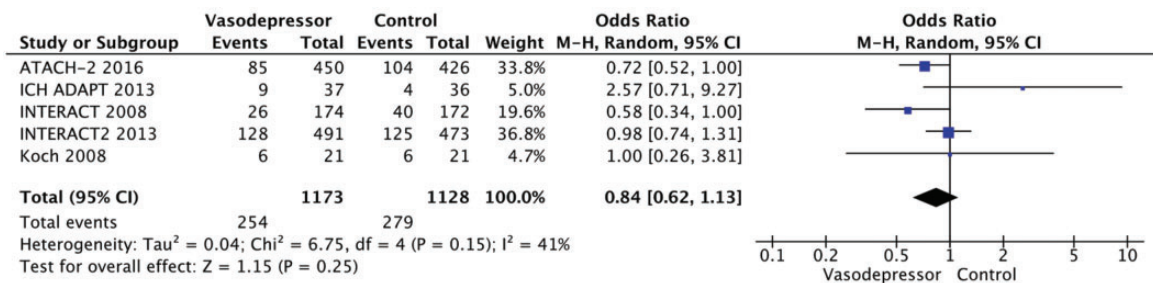 Vasodepressor Control Odds Ratio Odds Ratio
Study or Subgroup Events Total Events Total Weight M-H, Random, 95% CI M-H, Random, 95% CI
ATACH-2 2016 85 450 104 426 33.8% 0.72 [0.52, 1.00]
ICH ADAPT 2013 9 37 4 36 5.0% 2.57 [0.71, 9.27]
INTERACT 2008 26 174 40 172 19.6% 0.58 [0.34, 1.00]
INTERACT2 2013 128 491 125 473 36.8% 0.98 [0.74, 1.31]
Koch 2008 6 21 6 21 4.7% 1.00 [0.26, 3.81]
Total (95% CI) 1173 1128 100.0% 0.84 [0.62, 1.13]
Total events 254 279
Heterogeneity: Tau² = 0.04; Chi² = 6.75, df = 4 (P = 0.15); I² = 41%
Test for overall effect: Z = 1.15 (P = 0.25)
0.1 0.2 0.5 1 2 5 10
Vasodepressor Control